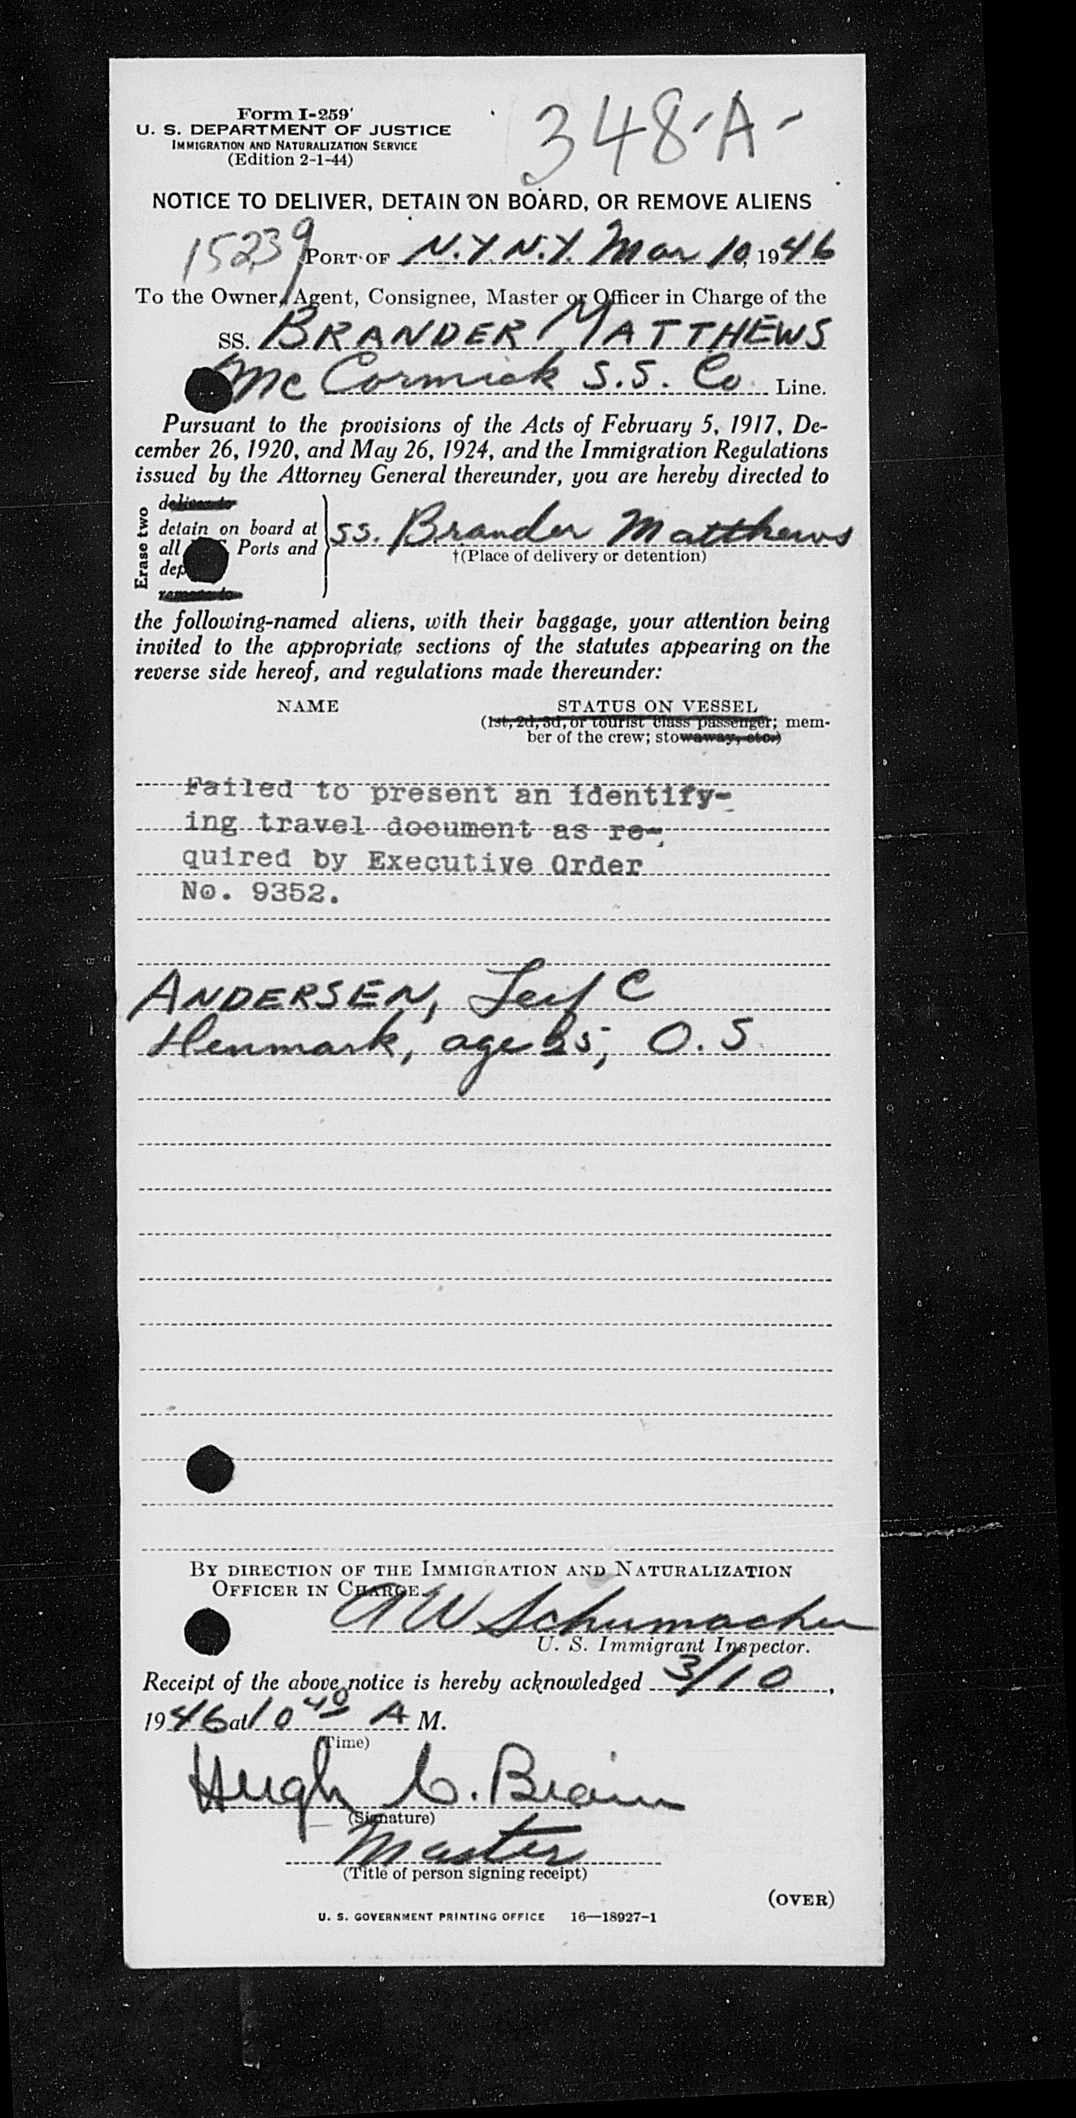 Form I-259
U. S. DEPARTMENT OF JUSTICE
IMMIGRATION AND NATURALIZATION SERVICE
(Edition 2-1-44)
348-A-
NOTICE TO DELIVER, DETAIN ON BOARD, OR REMOVE ALIENS
15239
PORT OF N.Y. N.Y. Mar 10, 1946
To the Owner, Agent, Consignee, Master or Officer in Charge of the
SS. BRANDER MATTHEWS
McCormick S.S. Co. Line.
Pursuant to the provisions of the Acts of February 5, 1917, De-
cember 26, 1920, and May 26, 1924, and the Immigration Regulations
issued by the Attorney General thereunder, you are hereby directed to
Erase two
deliver to
detain on board at
all Ports and
dep
remove to
ss. Brander Matthews
†(Place of delivery or detention)
the following-named aliens, with their baggage, your attention being
invited to the appropriate sections of the statutes appearing on the
reverse side hereof, and regulations made thereunder:
NAME
STATUS ON VESSEL
(1st, 2d, 3d, or tourist class passenger; mem-
ber of the crew; stowaway, etc.)
Failed to present an identify-
ing travel document as re-
quired by Executive Order
No. 9352.
ANDERSEN, Leif C
Denmark, age 25, O.S
BY DIRECTION OF THE IMMIGRATION AND NATURALIZATION
OFFICER IN CHARGE.
A W Schumacher
U. S. Immigrant Inspector.
Receipt of the above notice is hereby acknowledged 3/10,
1946 at 10 40 A M.
(Time)
Hugh C. Brain
(Signature)
Master
(Title of person signing receipt)
(OVER)
U. S. GOVERNMENT PRINTING OFFICE 16—18927-1